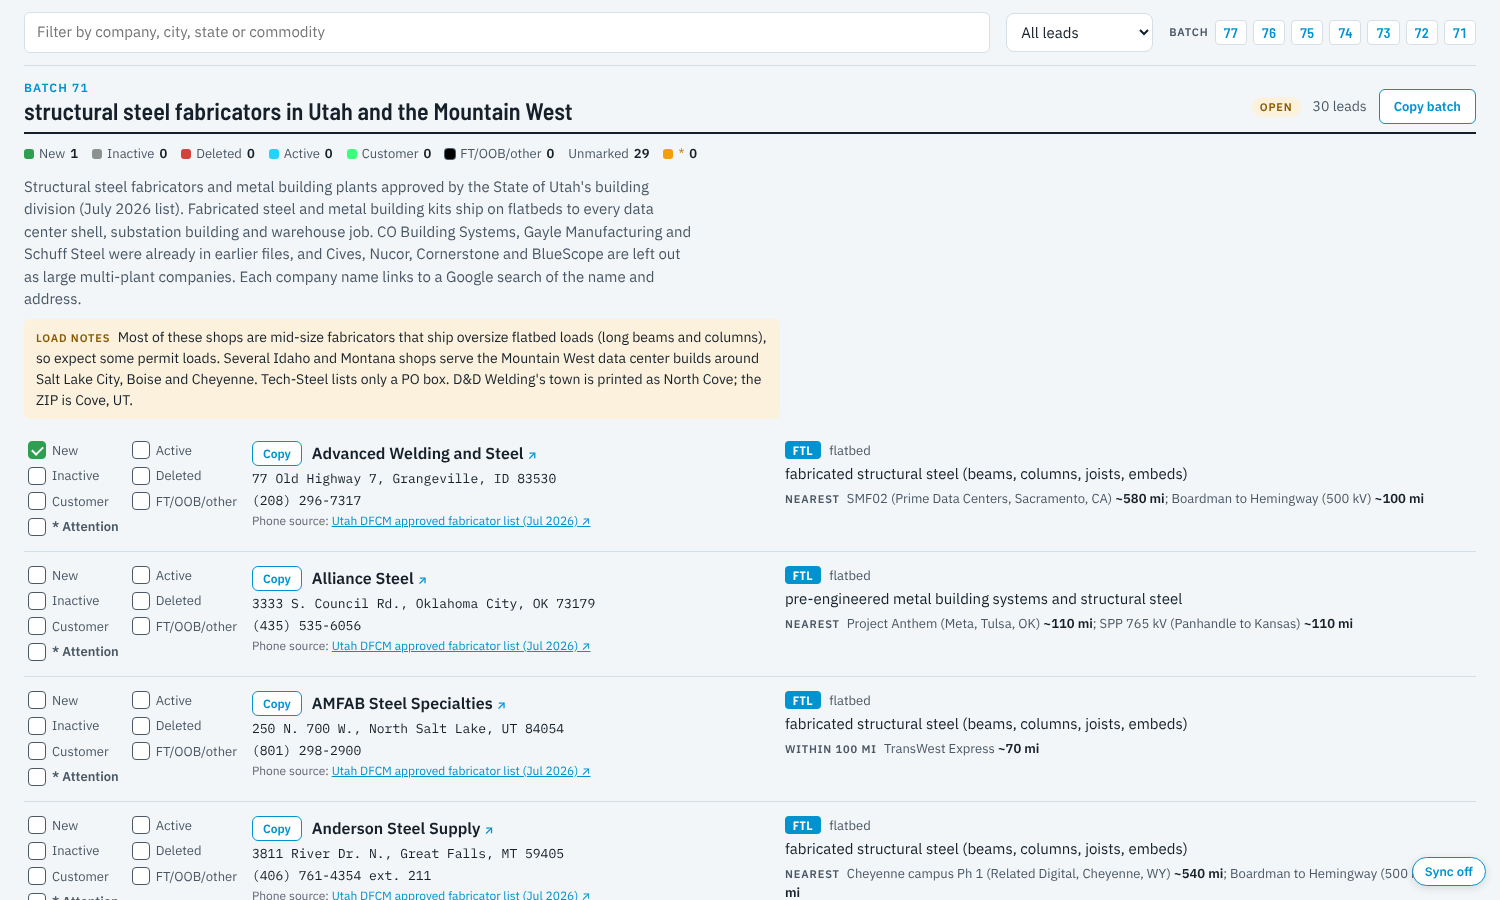 Filter by company, city, state or commodity
All leads
BATCH 77 76 75 74 73 72 71
BATCH 71
structural steel fabricators in Utah and the Mountain West
OPEN 30 leads Copy batch
New 1 Inactive 0 Deleted 0 Active 0 Customer 0 FT/OOB/other 0 Unmarked 29 * 0
Structural steel fabricators and metal building plants approved by the State of Utah's building
division (July 2026 list). Fabricated steel and metal building kits ship on flatbeds to every data
center shell, substation building and warehouse job. CO Building Systems, Gayle Manufacturing and
Schuff Steel were already in earlier files, and Cives, Nucor, Cornerstone and BlueScope are left out
as large multi-plant companies. Each company name links to a Google search of the name and
address.
LOAD NOTES Most of these shops are mid-size fabricators that ship oversize flatbed loads (long beams and columns),
so expect some permit loads. Several Idaho and Montana shops serve the Mountain West data center builds around
Salt Lake City, Boise and Cheyenne. Tech-Steel lists only a PO box. D&D Welding's town is printed as North Cove; the
ZIP is Cove, UT.
New Active
Inactive Deleted
Customer FT/OOB/other
* Attention
Copy Advanced Welding and Steel ↗
77 Old Highway 7, Grangeville, ID 83530
(208) 296-7317
Phone source: Utah DFCM approved fabricator list (Jul 2026) ↗
FTL flatbed
fabricated structural steel (beams, columns, joists, embeds)
NEAREST SMF02 (Prime Data Centers, Sacramento, CA) ~580 mi; Boardman to Hemingway (500 kV) ~100 mi
New Active
Inactive Deleted
Customer FT/OOB/other
* Attention
Copy Alliance Steel ↗
3333 S. Council Rd., Oklahoma City, OK 73179
(435) 535-6056
Phone source: Utah DFCM approved fabricator list (Jul 2026) ↗
FTL flatbed
pre-engineered metal building systems and structural steel
NEAREST Project Anthem (Meta, Tulsa, OK) ~110 mi; SPP 765 kV (Panhandle to Kansas) ~110 mi
New Active
Inactive Deleted
Customer FT/OOB/other
* Attention
Copy AMFAB Steel Specialties ↗
250 N. 700 W., North Salt Lake, UT 84054
(801) 298-2900
Phone source: Utah DFCM approved fabricator list (Jul 2026) ↗
FTL flatbed
fabricated structural steel (beams, columns, joists, embeds)
WITHIN 100 MI TransWest Express ~70 mi
New Active
Inactive Deleted
Customer FT/OOB/other
* Attention
Copy Anderson Steel Supply ↗
3811 River Dr. N., Great Falls, MT 59405
(406) 761-4354 ext. 211
Phone source: Utah DFCM approved fabricator list (Jul 2026) ↗
FTL flatbed
fabricated structural steel (beams, columns, joists, embeds)
NEAREST Cheyenne campus Ph 1 (Related Digital, Cheyenne, WY) ~540 mi; Boardman to Hemingway (500
mi
Sync off